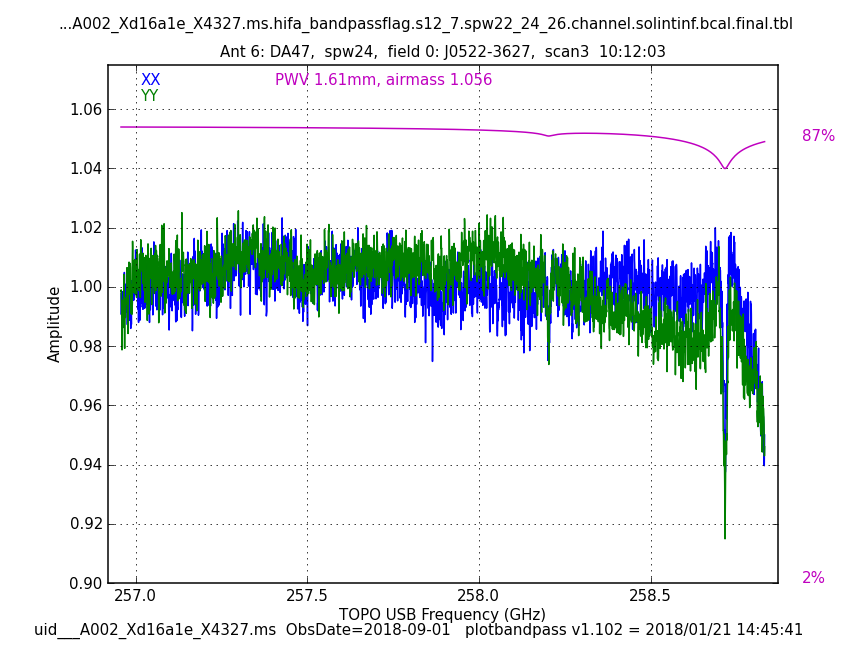 ...A002_Xd16a1e_X4327.ms.hifa_bandpassflag.s12_7.spw22_24_26.channel.solintinf.bcal.final.tbl
Ant 6: DA47, spw24, field 0: J0522-3627, scan3 10:12:03
XX
PWV 1.61mm, airmass 1.056
YY
1.06
87%
1.04
1.02
1.00
Amplitude
0.98
0.96
0.94
0.92
0.90
2%
257.0
257.5
258.0
258.5
TOPO USB Frequency (GHz)
uid___A002_Xd16a1e_X4327.ms ObsDate=2018-09-01 plotbandpass v1.102 = 2018/01/21 14:45:41